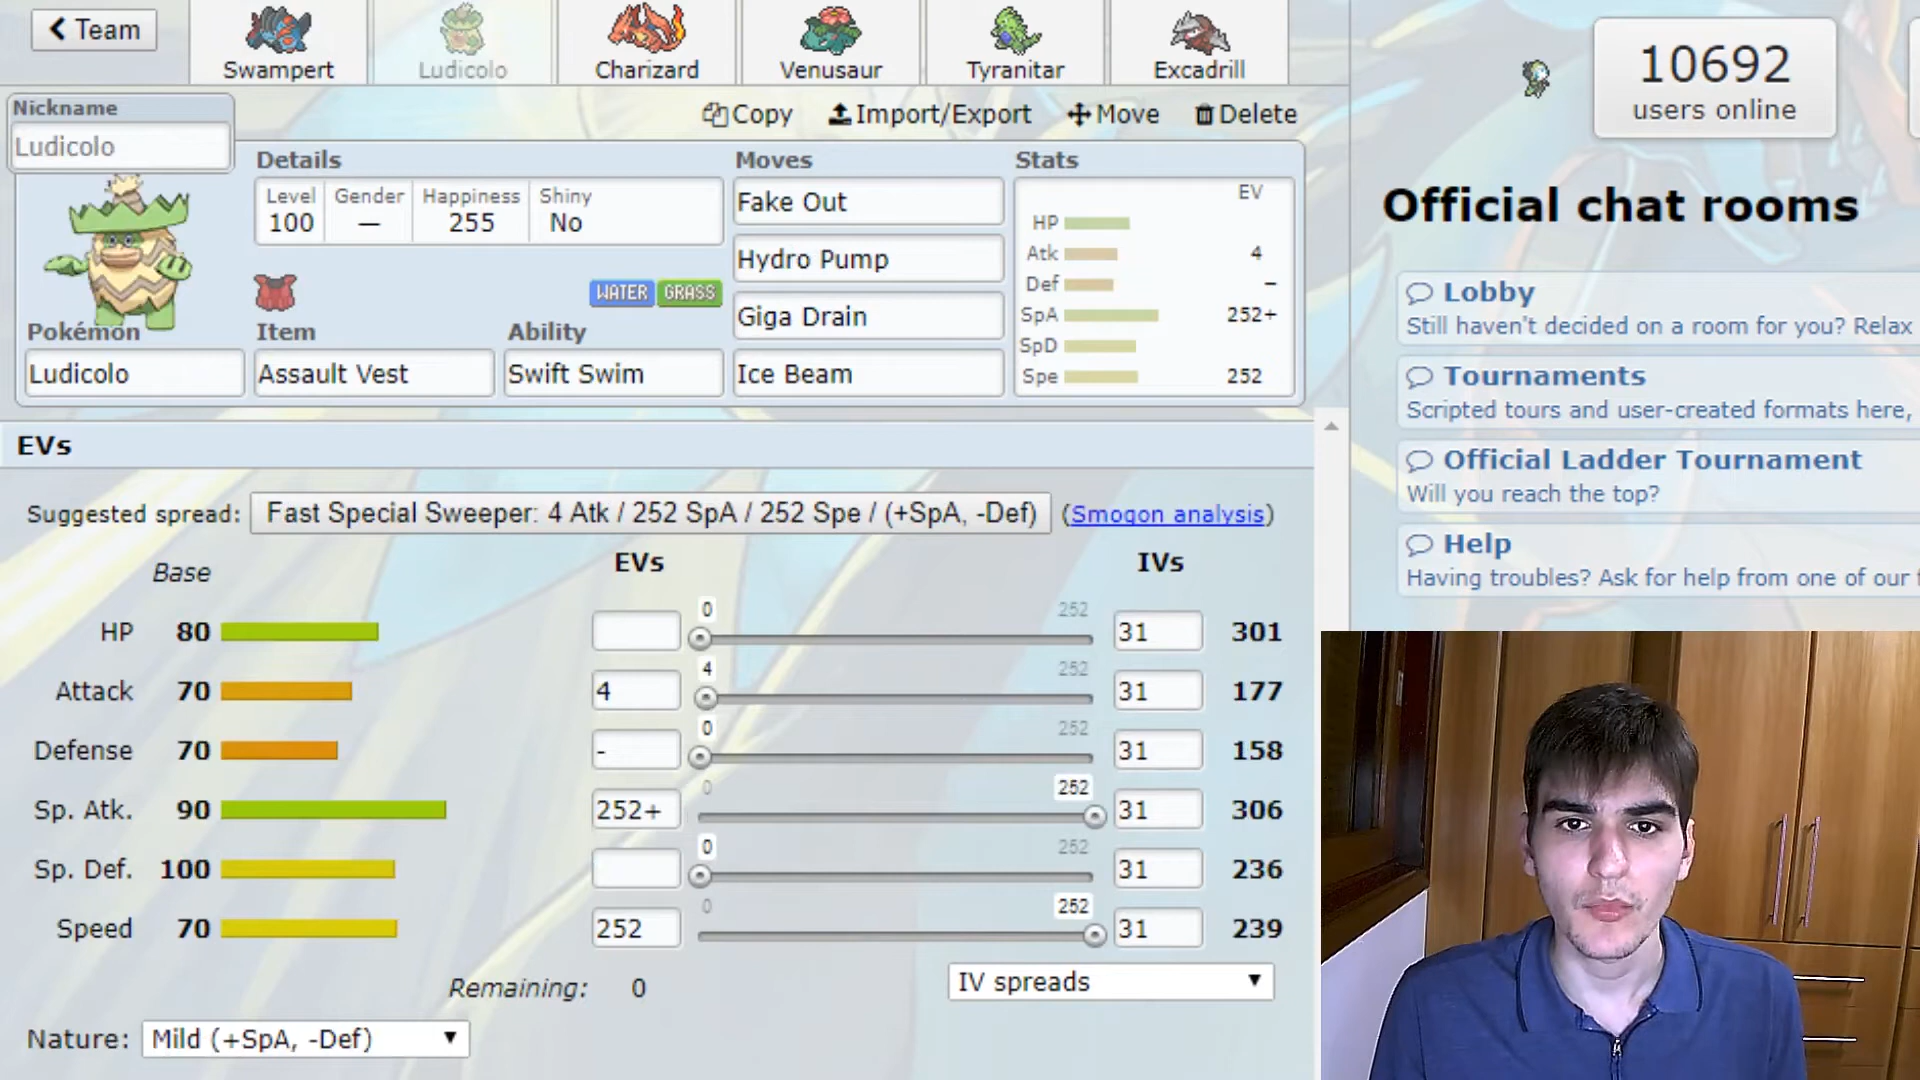 Team
Swampert
Ludicolo
Charizard
Venusaur
Tyranitar
Excadrill
10692
users online
Nickname
Ludicolo
Copy
Import/Export
Move
Delete
Details
Level
100
Gender
—
Happiness
255
Shiny
No
WATER
GRASS
Pokémon
Ludicolo
Item
Assault Vest
Ability
Swift Swim
Moves
Fake Out
Hydro Pump
Giga Drain
Ice Beam
Stats
EV
HP
Atk 4
Def –
SpA 252+
SpD
Spe 252
Official chat rooms
Lobby
Still haven't decided on a room for you? Relax
Tournaments
Scripted tours and user-created formats here,
Official Ladder Tournament
Will you reach the top?
Help
Having troubles? Ask for help from one of our
EVs
Suggested spread: Fast Special Sweeper: 4 Atk / 252 SpA / 252 Spe / (+SpA, -Def) (Smogon analysis)
Base EVs IVs
HP 80 0 252 31 301
Attack 70 4 4 252 31 177
Defense 70 - 0 252 31 158
Sp. Atk. 90 252+ 0 252 31 306
Sp. Def. 100 0 252 31 236
Speed 70 252 0 252 31 239
Remaining: 0
IV spreads
Nature: Mild (+SpA, -Def)